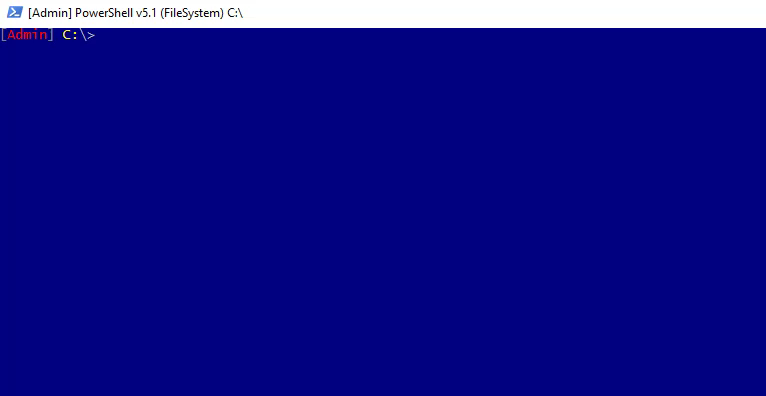 [Admin] PowerShell v5.1 (FileSystem) C:\
[Admin] C:\>